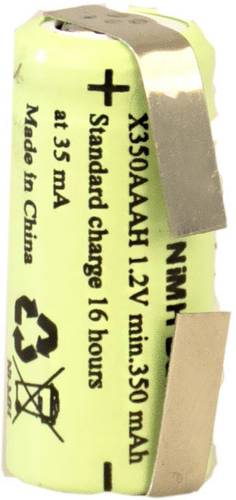 NiMH
X350AAAH 1.2V min.350 mAh
+ Standard charge 16 hours -
at 35 mA
Made in China